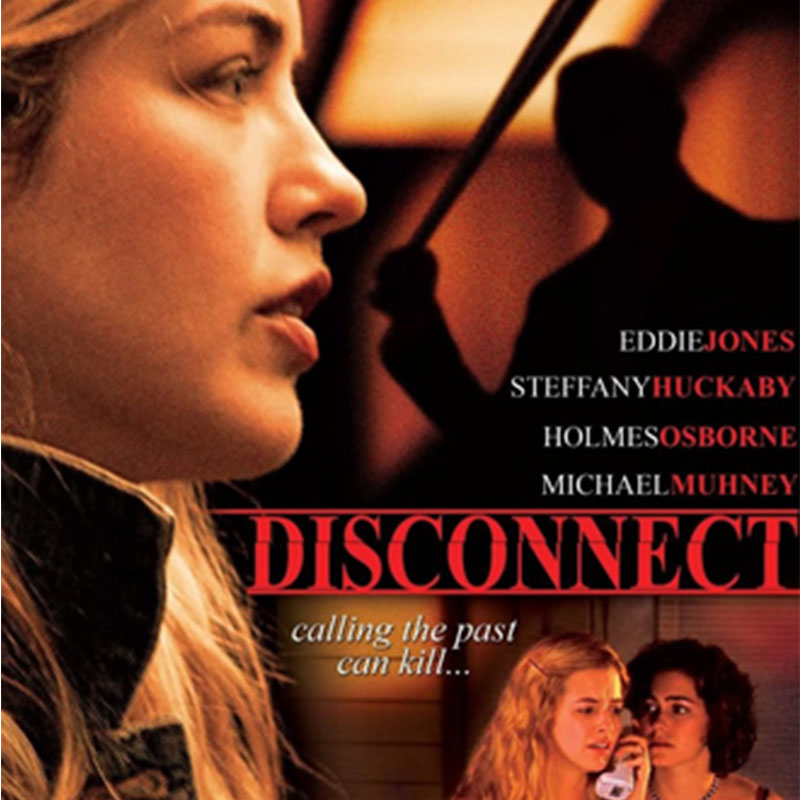 EDDIEJONES
STEFFANYHUCKABY
HOLMESOSBORNE
MICHAELMUHNEY
DISCONNECT
calling the past
can kill...